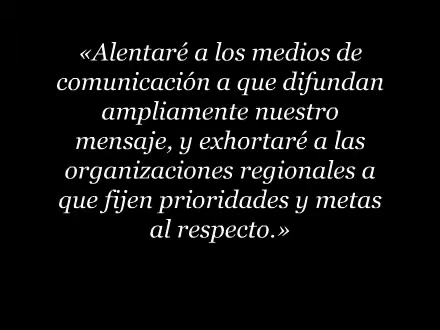 «Alentaré a los medios de
comunicación a que difundan
ampliamente nuestro
mensaje, y exhortaré a las
organizaciones regionales a
que fijen prioridades y metas
al respecto.»